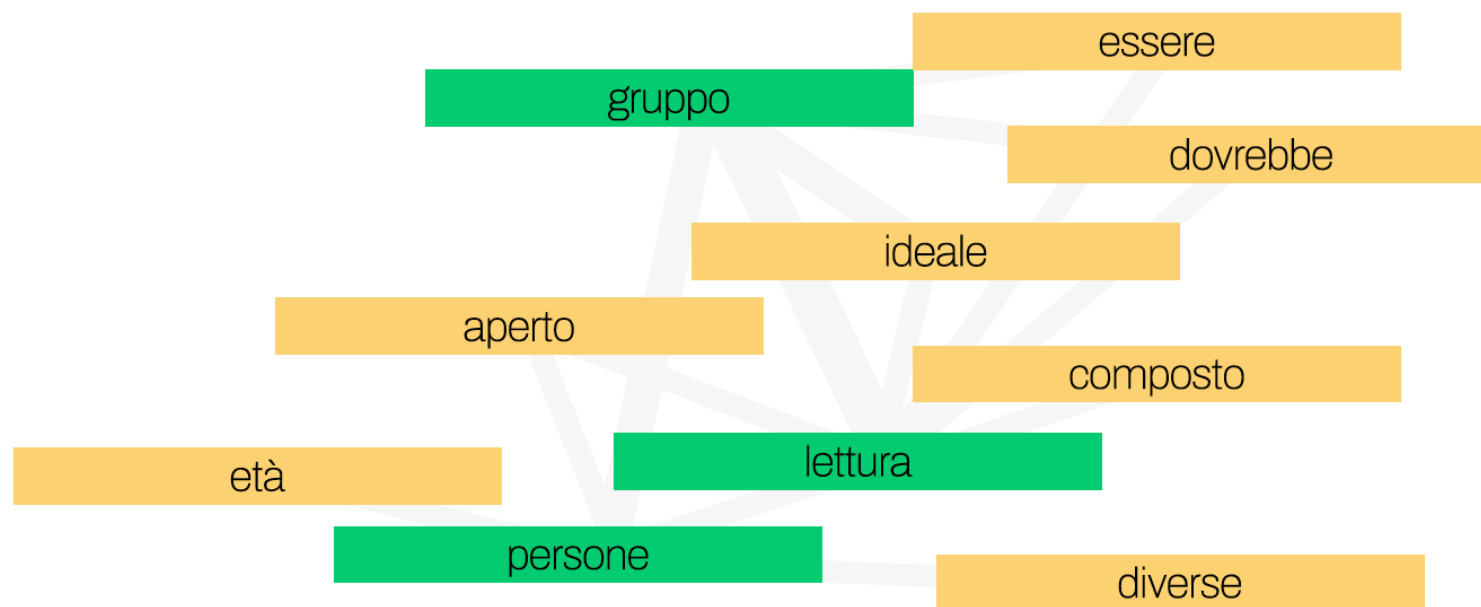 essere
gruppo
dovrebbe
ideale
aperto
composto
lettura
età
persone
diverse